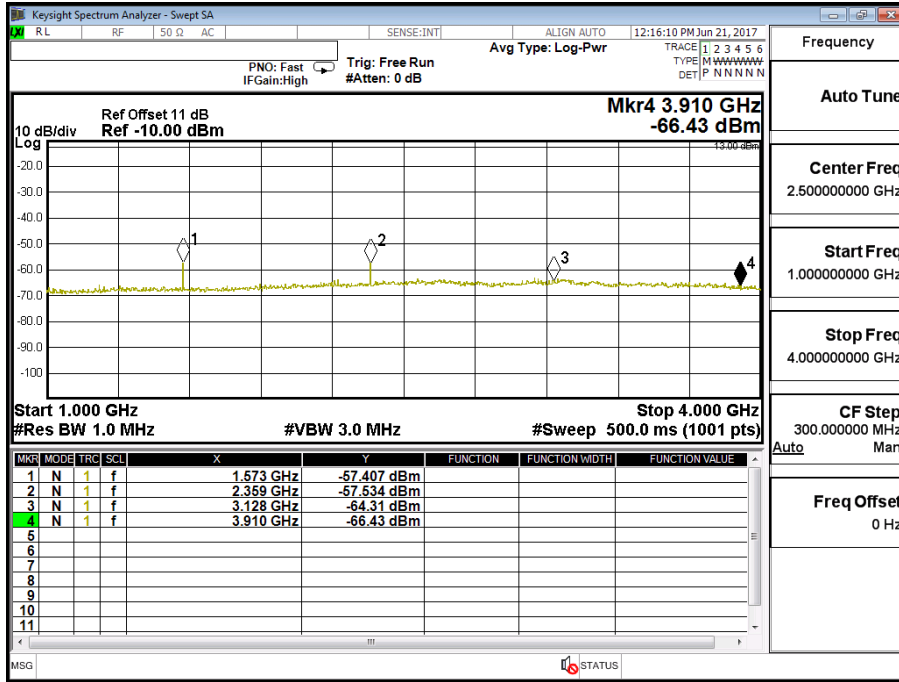 Keysight Spectrum Analyzer - Swept SA
LXI RL RF 50 Ω AC SENSE:INT ALIGN AUTO 12:16:10 PM Jun 21, 2017
Avg Type: Log-Pwr TRACE 1 2 3 4 5 6
PNO: Fast Trig: Free Run TYPE M WWWWW
IFGain:High #Atten: 0 dB DET P N N N N N
Mkr4 3.910 GHz
-66.43 dBm
Ref Offset 11 dB
10 dB/div Ref -10.00 dBm
Log
13.00 dBm
-20.0
-30.0
-40.0
-50.0
-60.0
-70.0
-80.0
-90.0
-100
1
2
3
4
Start 1.000 GHz Stop 4.000 GHz
#Res BW 1.0 MHz #VBW 3.0 MHz #Sweep 500.0 ms (1001 pts)
MKR MODE TRC SCL X Y FUNCTION FUNCTION WIDTH FUNCTION VALUE
1 N 1 f 1.573 GHz -57.407 dBm
2 N 1 f 2.359 GHz -57.534 dBm
3 N 1 f 3.128 GHz -64.31 dBm
4 N 1 f 3.910 GHz -66.43 dBm
5
6
7
8
9
10
11
MSG STATUS
Frequency
Auto Tune
Center Freq
2.500000000 GHz
Start Freq
1.000000000 GHz
Stop Freq
4.000000000 GHz
CF Step
300.000000 MHz
Auto Man
Freq Offset
0 Hz